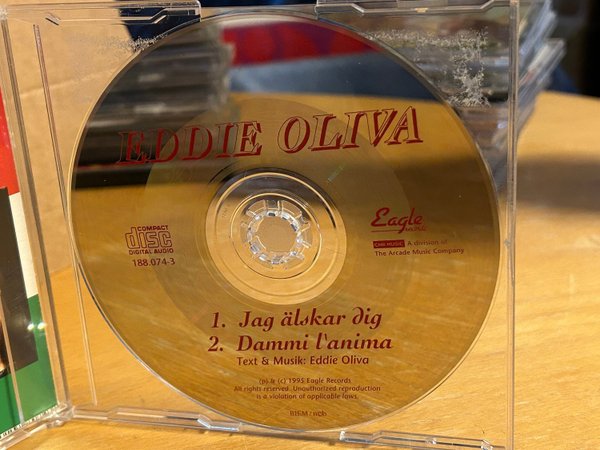 EDDIE OLIVA
COMPACT
disc
DIGITAL AUDIO
188.074-3
Eagle
CNR MUSIC A division of
The Arcade Music Company
1. Jag älskar dig
2. Dammi l'anima
Text & Musik: Eddie Oliva
(p) & (c) 1995 Eagle Records
All rights reserved. Unauthorized reproduction
is a violation of applicable laws
BIEM / ncb